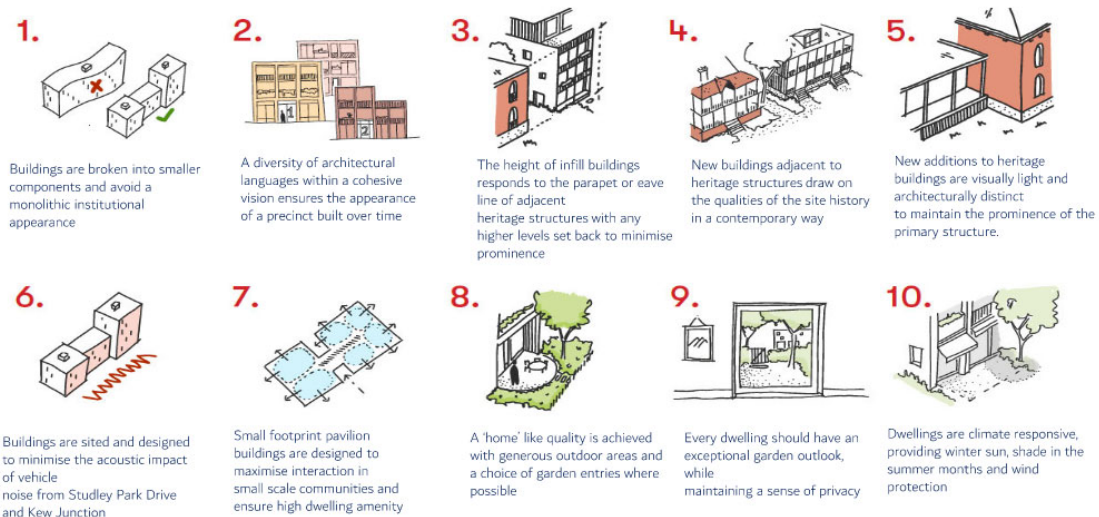 1.
Buildings are broken into smaller
components and avoid a
monolithic institutional
appearance
2.
1
2
A diversity of architectural
languages within a cohesive
vision ensures the appearance
of a precinct built over time
3.
The height of infill buildings
responds to the parapet or eave
line of adjacent
heritage structures with any
higher levels set back to minimise
prominence
4.
New buildings adjacent to
heritage structures draw on
the qualities of the site history
in a contemporary way
5.
New additions to heritage
buildings are visually light and
architecturally distinct
to maintain the prominence of the
primary structure.
6.
Buildings are sited and designed
to minimise the acoustic impact
of vehicle
noise from Studley Park Drive
and Kew Junction
7.
Small footprint pavilion
buildings are designed to
maximise interaction in
small scale communities and
ensure high dwelling amenity
8.
A ‘home’ like quality is achieved
with generous outdoor areas and
a choice of garden entries where
possible
9.
Every dwelling should have an
exceptional garden outlook,
while
maintaining a sense of privacy
10.
Dwellings are climate responsive,
providing winter sun, shade in the
summer months and wind
protection